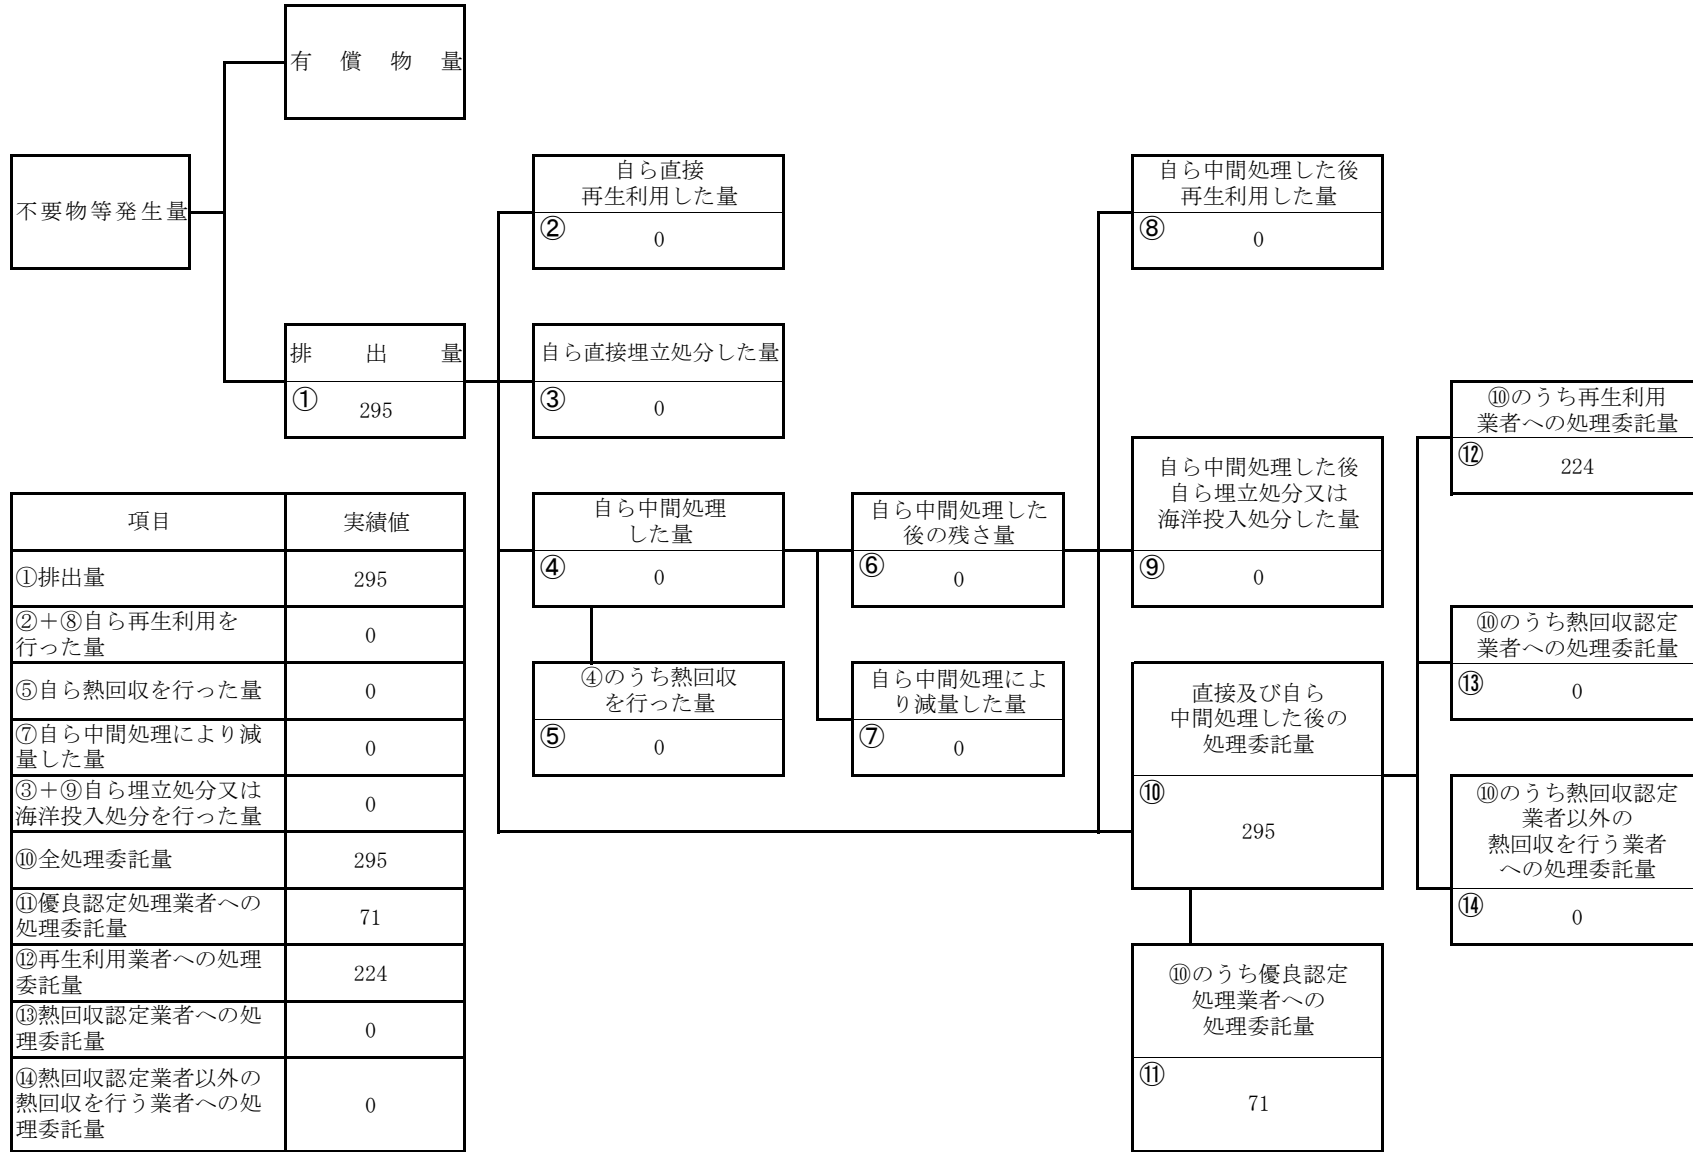 有償物量
不要物等発生量
排出量
①
295
自ら直接
再生利用した量
②
0
自ら直接埋立処分した量
③
0
自ら中間処理
した量
④
0
④のうち熱回収
を行った量
⑤
0
自ら中間処理した
後の残さ量
⑥
0
自ら中間処理によ
り減量した量
⑦
0
自ら中間処理した後
再生利用した量
⑧
0
自ら中間処理した後
自ら埋立処分又は
海洋投入処分した量
⑨
0
直接及び自ら
中間処理した後の
処理委託量
⑩
295
⑩のうち優良認定
処理業者への
処理委託量
⑪
71
⑩のうち再生利用
業者への処理委託量
⑫
224
⑩のうち熱回収認定
業者への処理委託量
⑬
0
⑩のうち熱回収認定
業者以外の
熱回収を行う業者
への処理委託量
⑭
0
項目 実績値
①排出量 295
②+⑧自ら再生利用を
行った量 0
⑤自ら熱回収を行った量 0
⑦自ら中間処理により減
量した量 0
③+⑨自ら埋立処分又は
海洋投入処分を行った量 0
⑩全処理委託量 295
⑪優良認定処理業者への
処理委託量 71
⑫再生利用業者への処理
委託量 224
⑬熱回収認定業者への処
理委託量 0
⑭熱回収認定業者以外の
熱回収を行う業者への処
理委託量 0